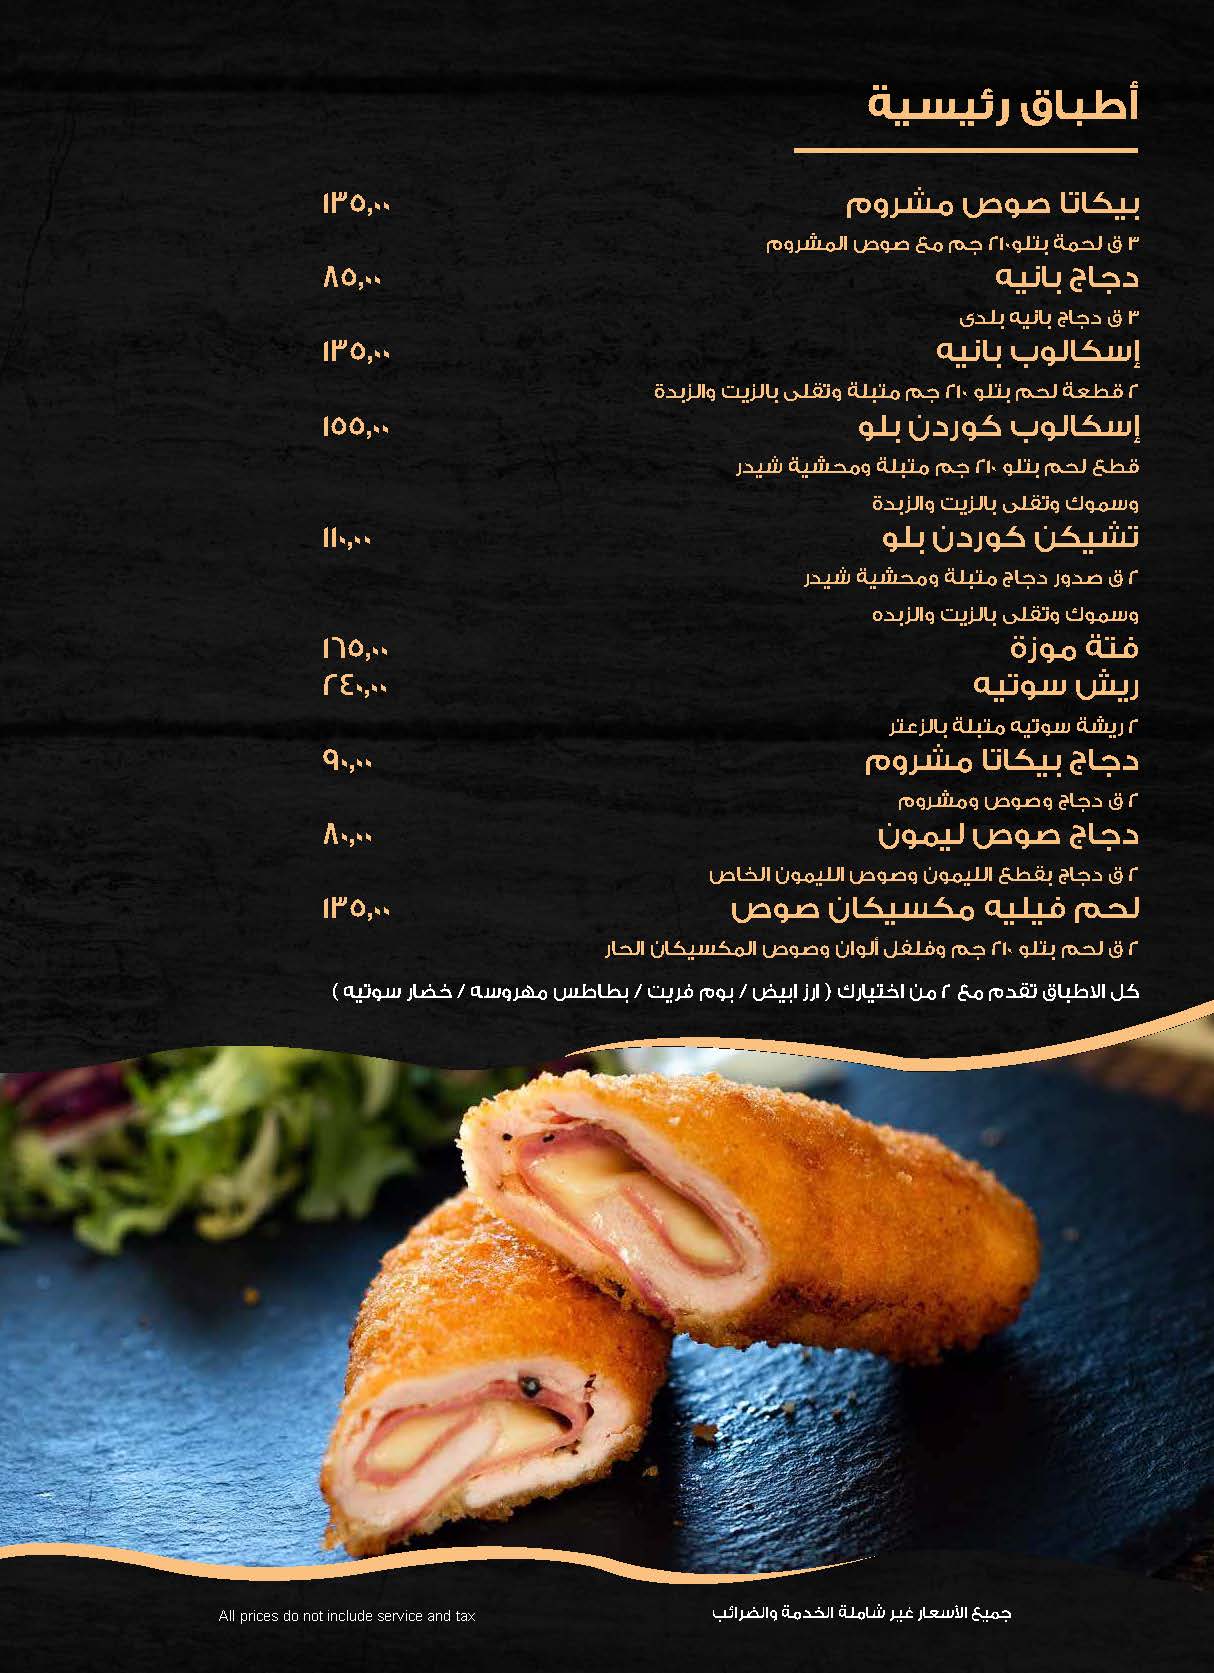 أطباق رئيسية
بيكاتا صوص مشروم ١٣٥,٠٠
٣ ق لحمة بتلو٢١٠ جم مع صوص المشروم
دجاج بانيه ٨٥,٠٠
٣ ق دجاج بانيه بلدى
إسكالوب بانيه ١٣٥,٠٠
٢ قطعة لحم بتلو ٢١٠ جم متبلة وتقلى بالزيت والزبدة
إسكالوب كوردن بلو ١٥٥,٠٠
قطع لحم بتلو ٢١٠ جم متبلة ومحشية شيدر
وسموك وتقلى بالزيت والزبدة
تشيكن كوردن بلو ١١٠,٠٠
٢ ق صدور دجاج متبلة ومحشية شيدر
وسموك وتقلى بالزيت والزبده
فتة موزة ١٦٥,٠٠
ريش سوتيه ٢٤٠,٠٠
٢ ريشة سوتيه متبلة بالزعتر
دجاج بيكاتا مشروم ٩٠,٠٠
٢ ق دجاج وصوص ومشروم
دجاج صوص ليمون ٨٠,٠٠
٢ ق دجاج بقطع الليمون وصوص الليمون الخاص
لحم فيليه مكسيكان صوص ١٣٥,٠٠
٢ ق لحم بتلو ٢١٠ جم وفلفل ألوان وصوص المكسيكان الحار
كل الاطباق تقدم مع ٢ من اختيارك ( ارز ابيض / بوم فريت / بطاطس مهروسه / خضار سوتيه )
جميع الأسعار غير شاملة الخدمة والضرائب
All prices do not include service and tax